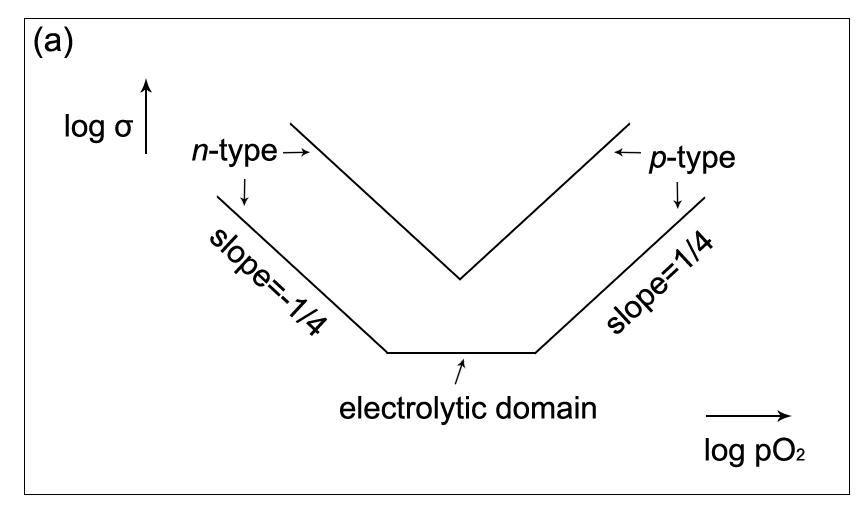 (a)
log σ
n-type
p-type
slope=-1/4
slope=1/4
electrolytic domain
log pO₂